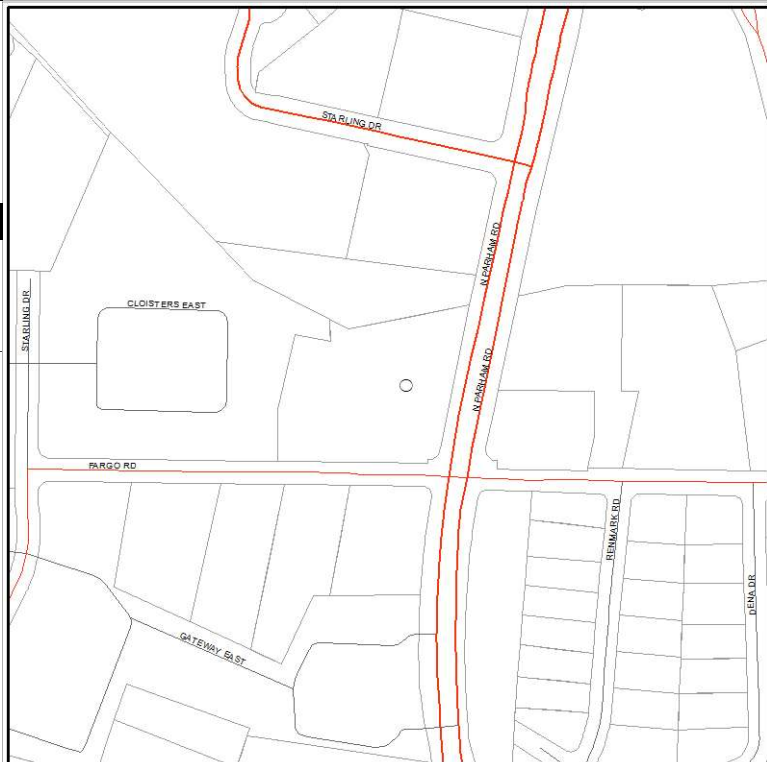 STARLING DR
N PARHAM RD
STARLING DR
CLOISTERS EAST
N PARHAM RD
FARGO RD
RENMARK RD
DENA DR
GATEWAY EAST